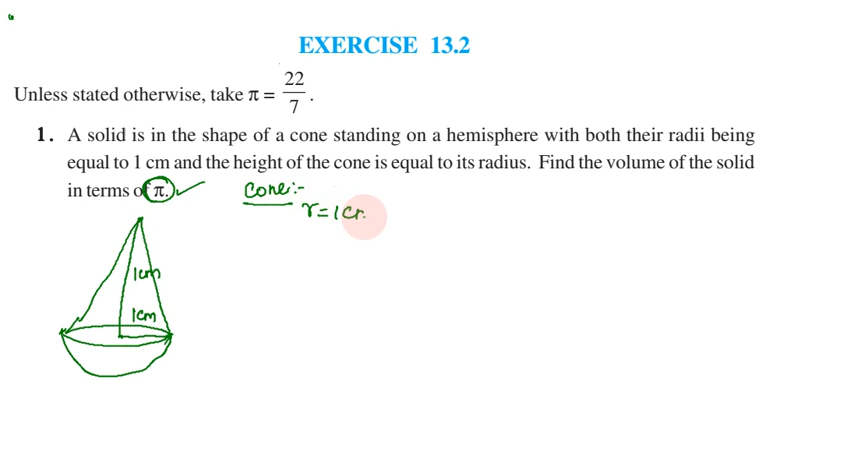 EXERCISE 13.2
Unless stated otherwise, take π = 22/7 .
1. A solid is in the shape of a cone standing on a hemisphere with both their radii being
equal to 1 cm and the height of the cone is equal to its radius. Find the volume of the solid
in terms of π.
Cone:-
r = 1 cm
1cm
1cm